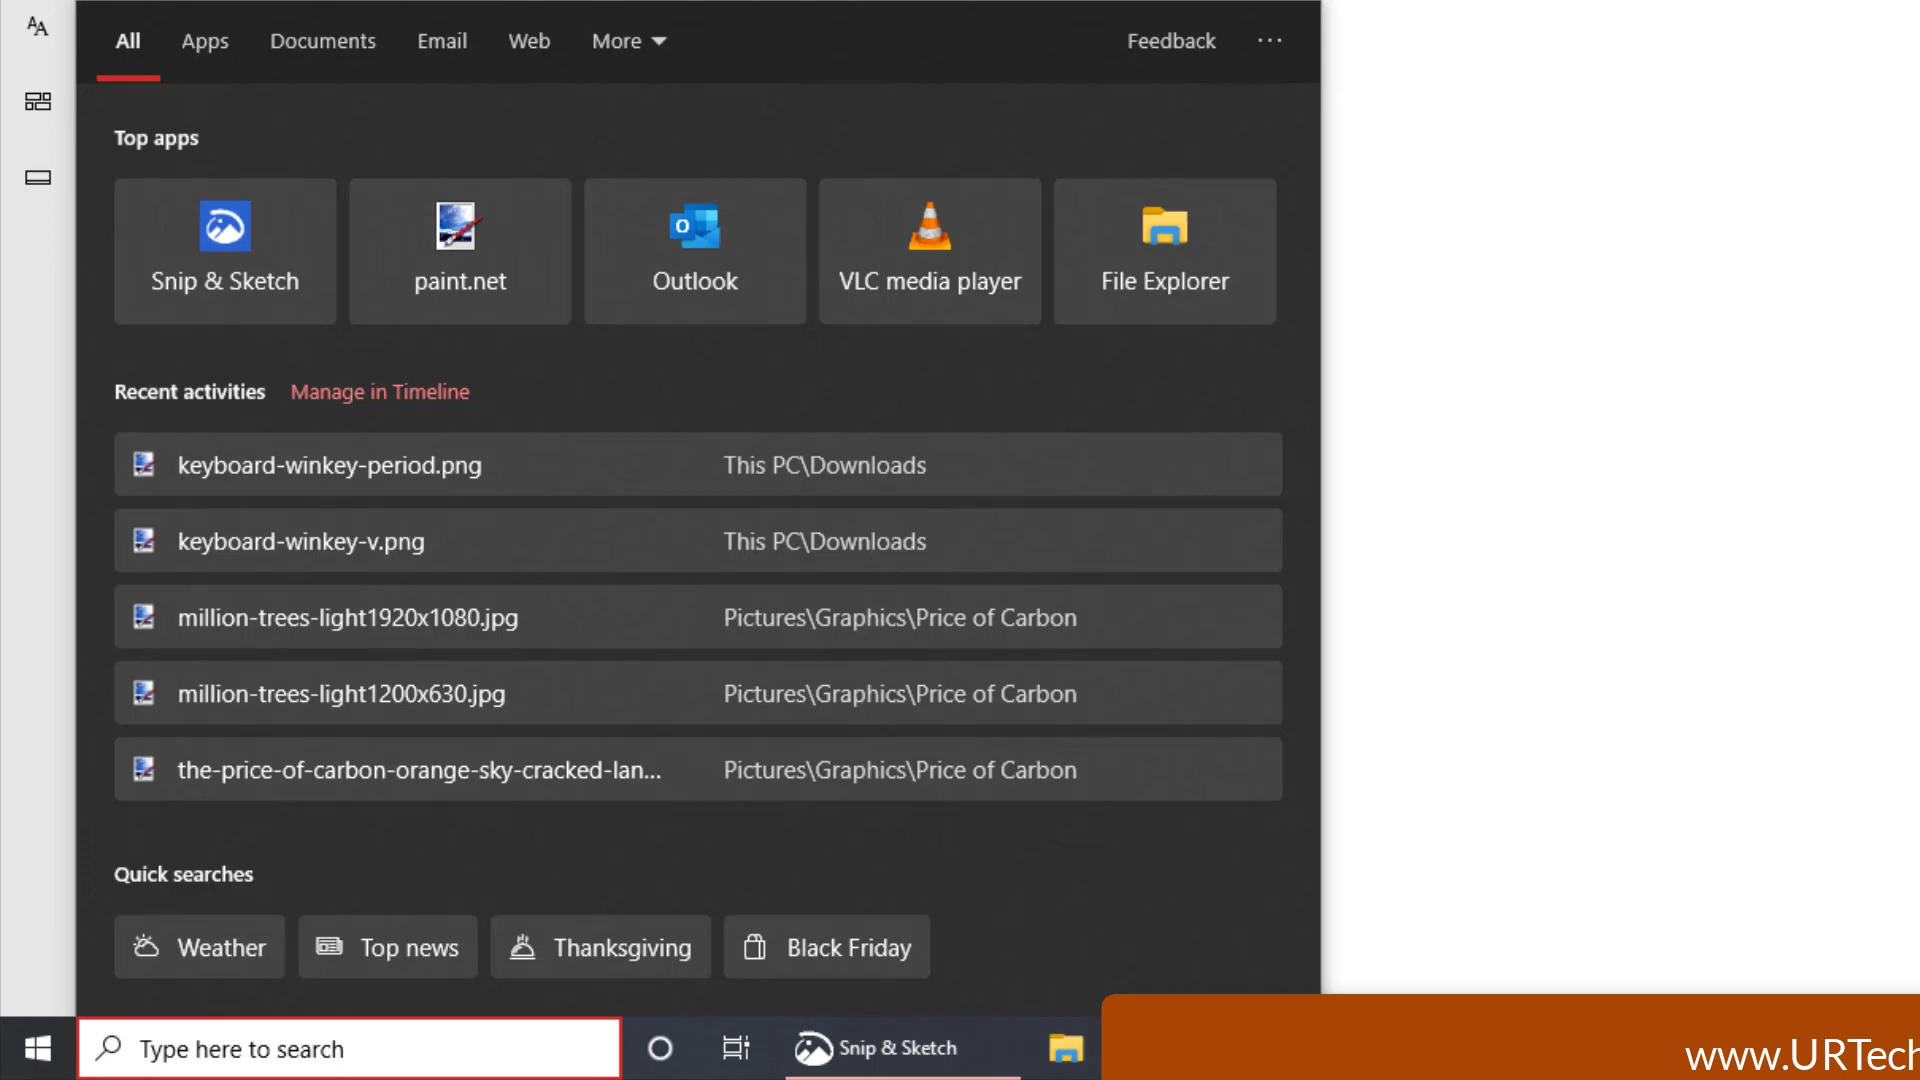 AA
All Apps Documents Email Web More Feedback ...
Top apps
Snip & Sketch paint.net Outlook VLC media player File Explorer
Recent activities Manage in Timeline
keyboard-winkey-period.png This PC\Downloads
keyboard-winkey-v.png This PC\Downloads
million-trees-light1920x1080.jpg Pictures\Graphics\Price of Carbon
million-trees-light1200x630.jpg Pictures\Graphics\Price of Carbon
the-price-of-carbon-orange-sky-cracked-lan... Pictures\Graphics\Price of Carbon
Quick searches
Weather Top news Thanksgiving Black Friday
Type here to search Snip & Sketch
www.URTech